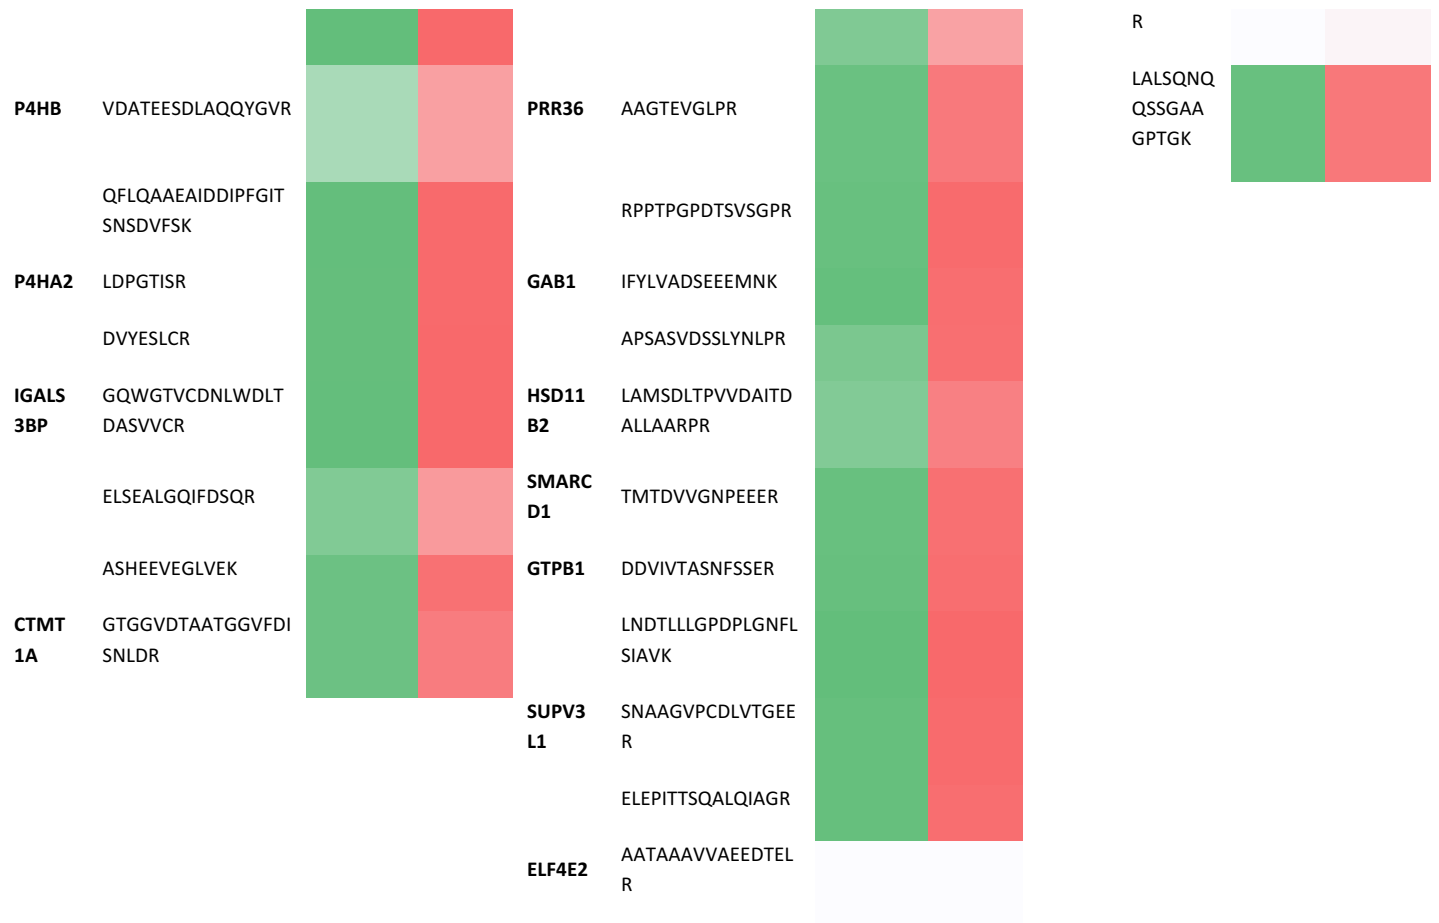 P4HB VDATEESDLAQQYGVR
QFLQAAEAIDDIPFGIT
SNSDVFSK
P4HA2 LDPGTISR
DVYESLCR
IGALS GQWGTVCDNLWDLT
3BP DASVVCR
ELSEALGQIFDSQR
ASHEEVEGLVEK
CTMT GTGGVDTAATGGVFDI
1A SNLDR
PRR36 AAGTEVGLPR
RPPTPGPDTSVSGPR
GAB1 IFYLVADSEEEMNK
APSASVDSSLYNLPR
HSD11 LAMSDLTPVVDAITD
B2 ALLAARPR
SMARC
D1 TMTDVVGNPEEER
GTPB1 DDVIVTASNFSSER
LNDTLLLGPDPLGNFL
SIAVK
SUPV3 SNAAGVPCDLVTGEE
L1 R
ELEPITTSQALQIAGR
ELF4E2 AATAAAVVAEEDTEL
R
R
LALSQNQ
QSSGAA
GPTGK